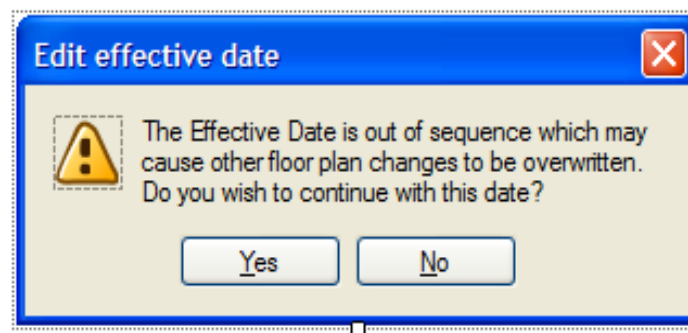 Edit effective date
The Effective Date is out of sequence which may
cause other floor plan changes to be overwritten.
Do you wish to continue with this date?
Yes No